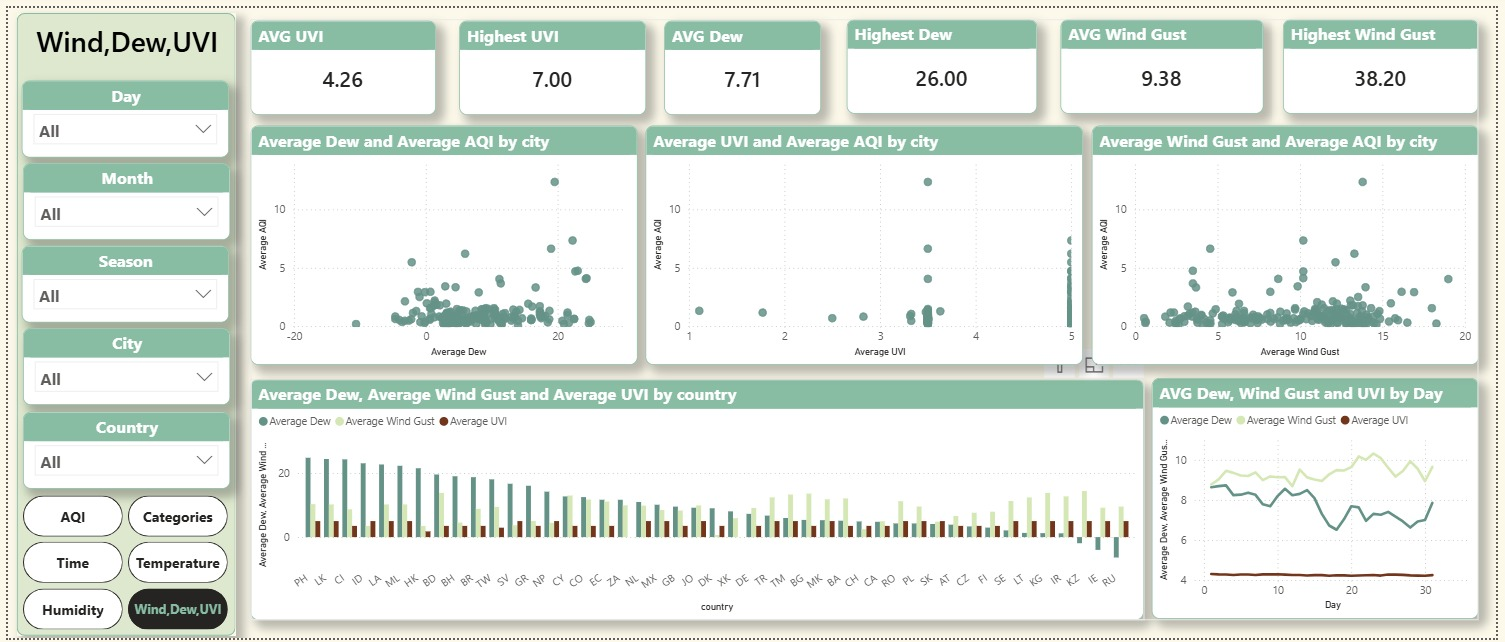 Wind,Dew,UVI
Day
All
Month
All
Season
All
City
All
Country
All
AQI
Categories
Time
Temperature
Humidity
Wind,Dew,UVI
AVG UVI
4.26
Highest UVI
7.00
AVG Dew
7.71
Highest Dew
26.00
AVG Wind Gust
9.38
Highest Wind Gust
38.20
Average Dew and Average AQI by city
Average AQI
10
5
0
-20
0
20
Average Dew
Average UVI and Average AQI by city
Average AQI
10
5
0
1
2
3
4
5
Average UVI
Average Wind Gust and Average AQI by city
Average AQI
10
5
0
0
5
10
15
20
Average Wind Gust
Average Dew, Average Wind Gust and Average UVI by country
Average Dew Average Wind Gust Average UVI
Average Dew, Average Wind ...
20
0
PH LK CI ID LA ML HK BD BH BR TW SV GR NP CY CO EC ZA NL MX GB JO DK XK DE TR TM BG MK BA CH CA RO PL SK AT CZ FI SE LT KG IR KZ IE RU
country
AVG Dew, Wind Gust and UVI by Day
Average Dew Average Wind Gust Average UVI
Average Dew, Average Wind Gus...
10
8
6
4
0
10
20
30
Day